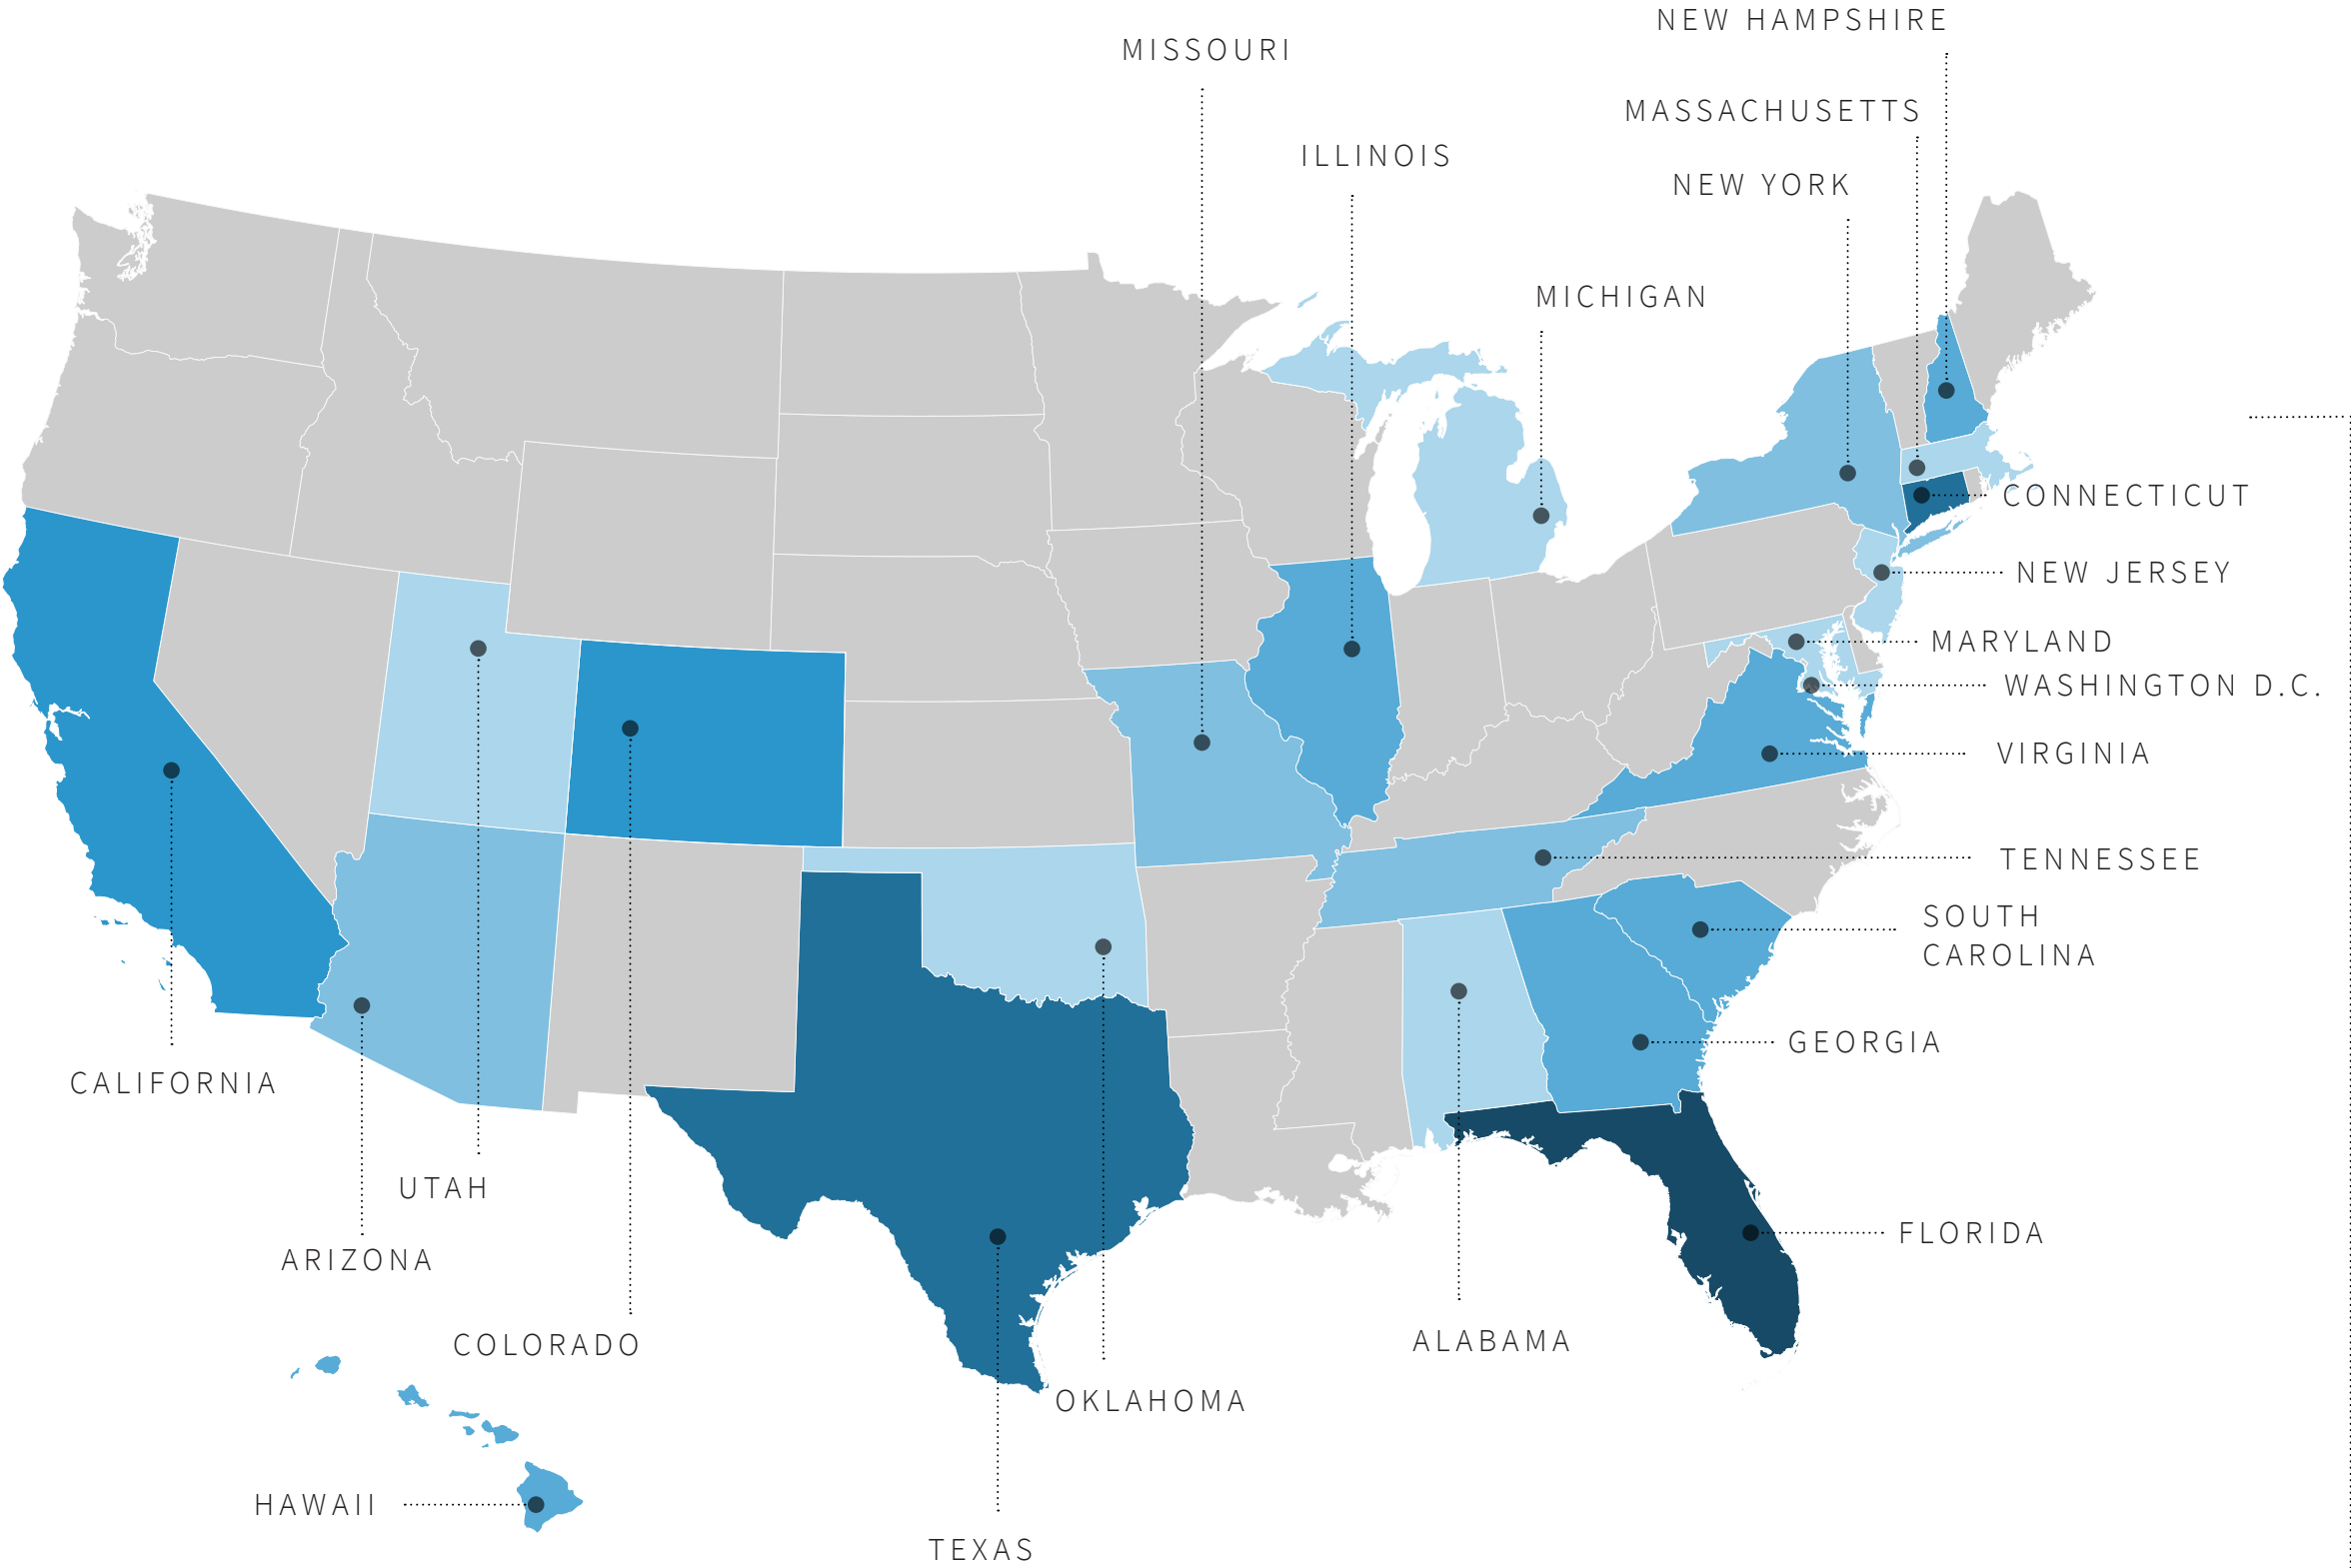 NEW HAMPSHIRE
MISSOURI
MASSACHUSETTS
ILLINOIS
NEW YORK
MICHIGAN
CONNECTICUT
NEW JERSEY
MARYLAND
WASHINGTON D.C.
VIRGINIA
TENNESSEE
SOUTH
CAROLINA
GEORGIA
CALIFORNIA
UTAH
FLORIDA
ARIZONA
COLORADO
ALABAMA
OKLAHOMA
HAWAII
TEXAS